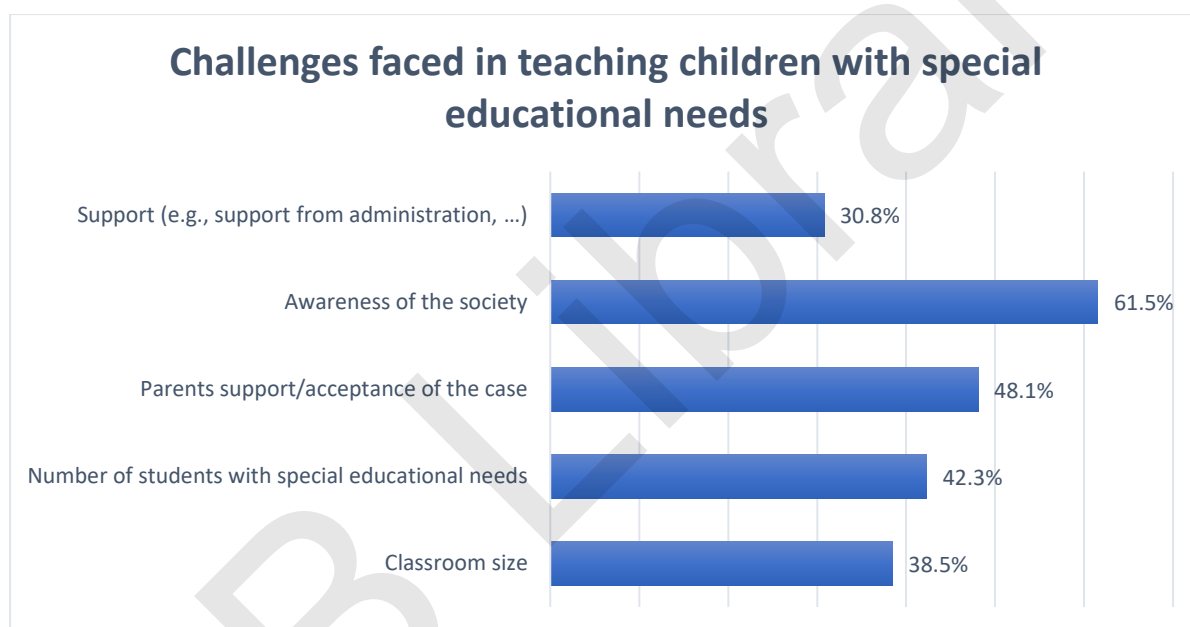 Challenges faced in teaching children with special
educational needs
Support (e.g., support from administration, …)
30.8%
Awareness of the society
61.5%
Parents support/acceptance of the case
48.1%
Number of students with special educational needs
42.3%
Classroom size
38.5%
B Librar